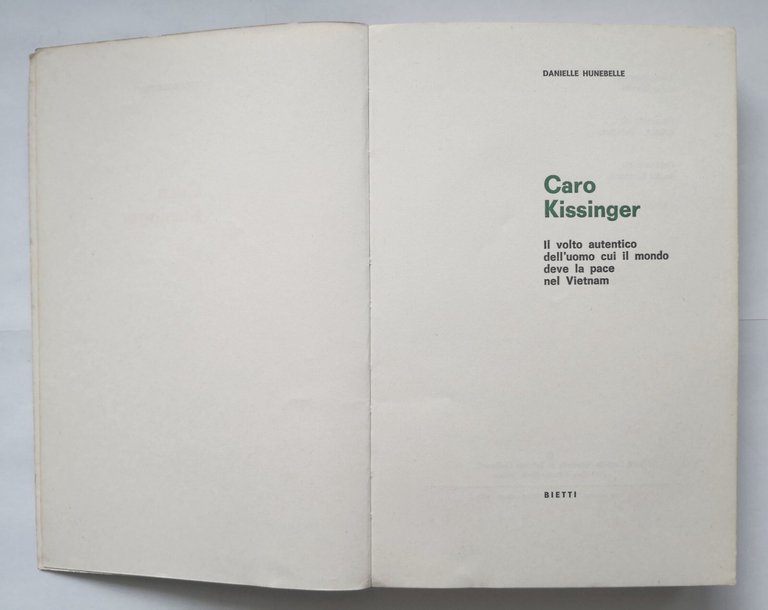 DANIELLE HUNEBELLE
Caro
Kissinger
Il volto autentico
dell'uomo cui il mondo
deve la pace
nel Vietnam
BIETTI